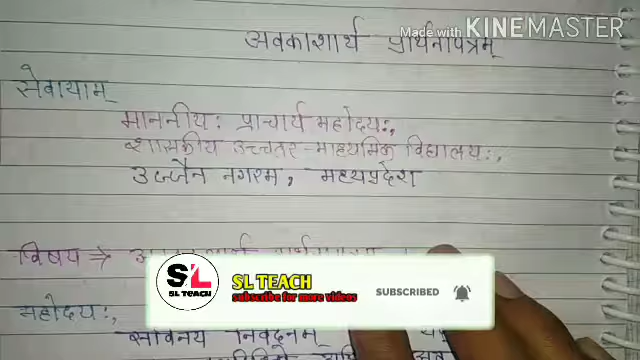 Made with KINEMASTER
अवकाशार्थ प्रार्थनापत्रम्
सेवायाम्
माननीय: प्राचार्य महोदय:,
शासकीय उच्चतर-माध्यमिक विद्यालय:,
उज्जैन नगरम, मध्यप्रदेश
विषय ⇒
SL TEACH
subscribe for more videos
SUBSCRIBED
SL
SL TEACH
महोदय:,
सविनय निवेदनम्